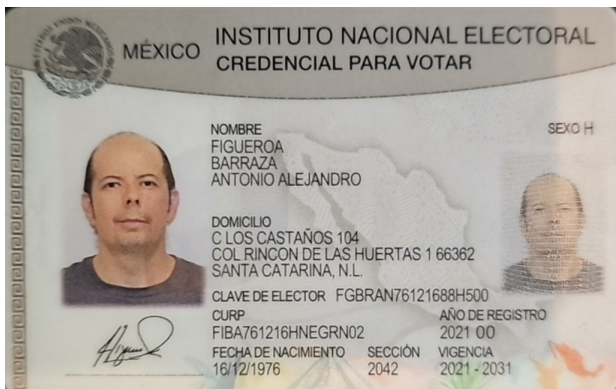 MÉXICO
INSTITUTO NACIONAL ELECTORAL
CREDENCIAL PARA VOTAR
NOMBRE
SEXO H
FIGUEROA
BARRAZA
ANTONIO ALEJANDRO
DOMICILIO
C LOS CASTAÑOS 104
COL RINCON DE LAS HUERTAS 1 66362
SANTA CATARINA, N.L.
CLAVE DE ELECTOR FGBRAN76121688H500
CURP
AÑO DE REGISTRO
FIBA761216HNEGRN02
2021 00
FECHA DE NACIMIENTO SECCIÓN VIGENCIA
16/12/1976 2042 2021 - 2031